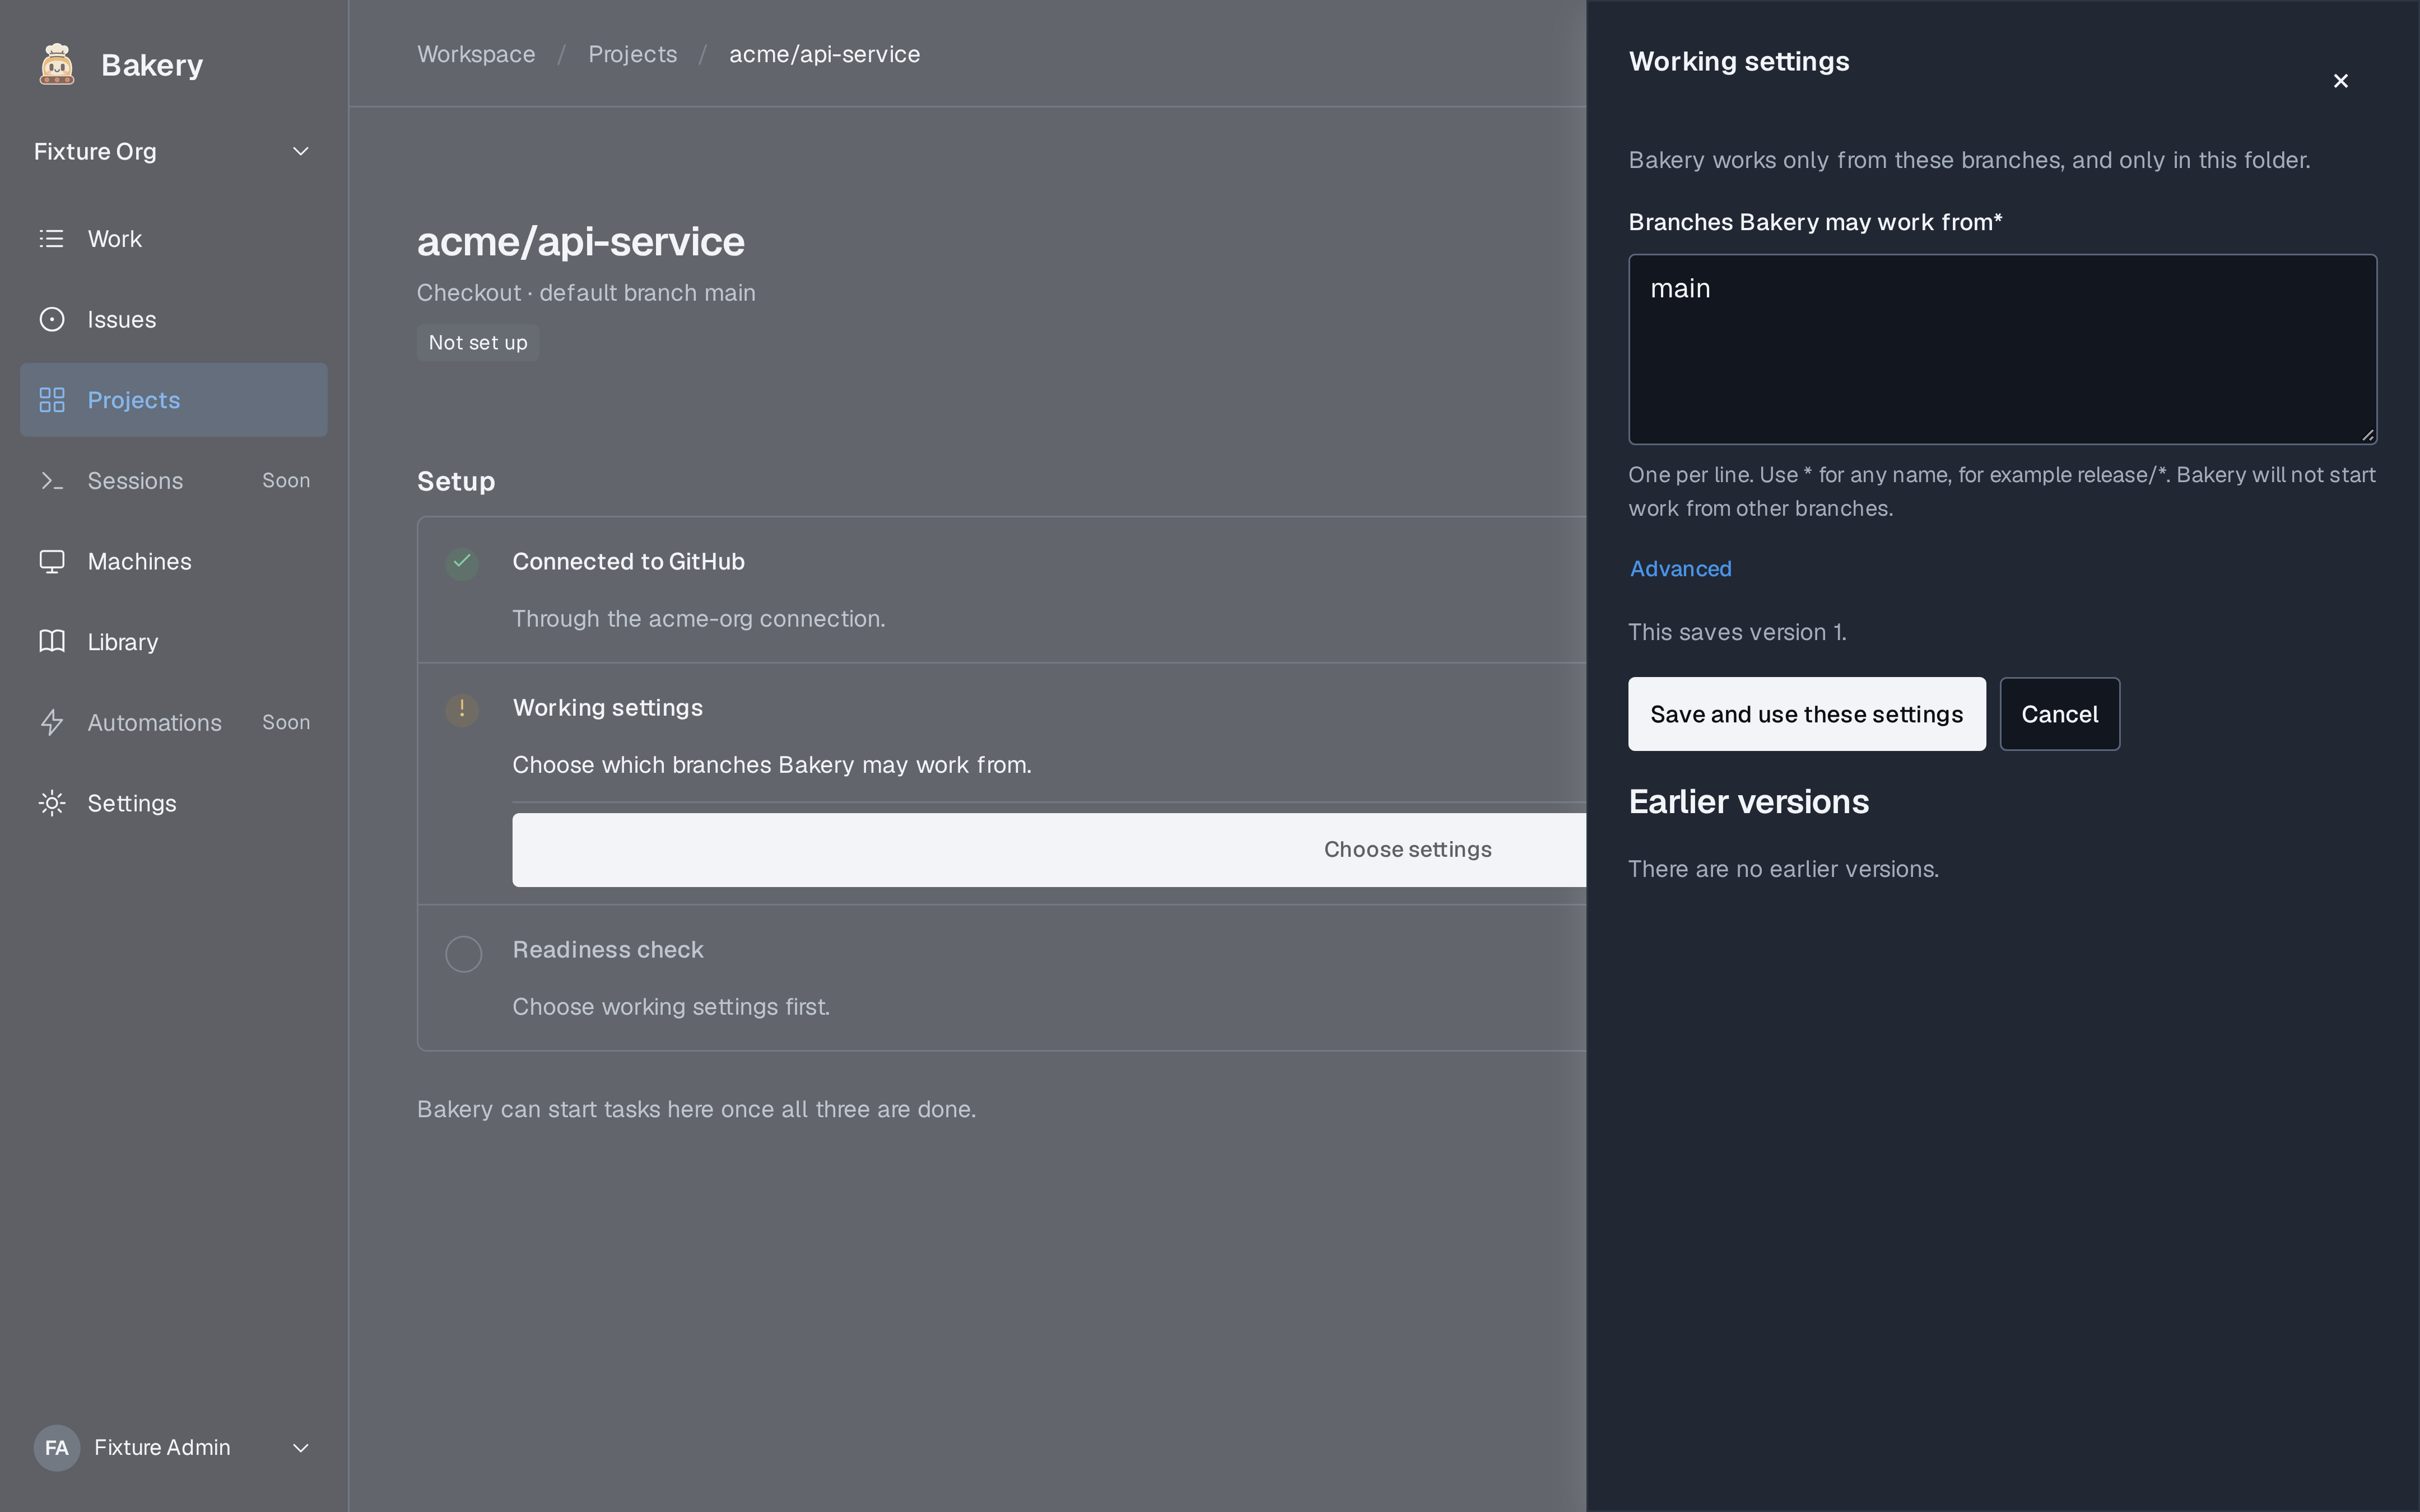 Bakery
Fixture Org
Work
Issues
Projects
Sessions Soon
Machines
Library
Automations Soon
Settings
FA Fixture Admin
Workspace / Projects / acme/api-service
acme/api-service
Checkout · default branch main
Not set up
Setup
Connected to GitHub
Through the acme-org connection.
Working settings
Choose which branches Bakery may work from.
Choose settings
Readiness check
Choose working settings first.
Bakery can start tasks here once all three are done.
Working settings
Bakery works only from these branches, and only in this folder.
Branches Bakery may work from*
main
One per line. Use * for any name, for example release/*. Bakery will not start
work from other branches.
Advanced
This saves version 1.
Save and use these settings
Cancel
Earlier versions
There are no earlier versions.